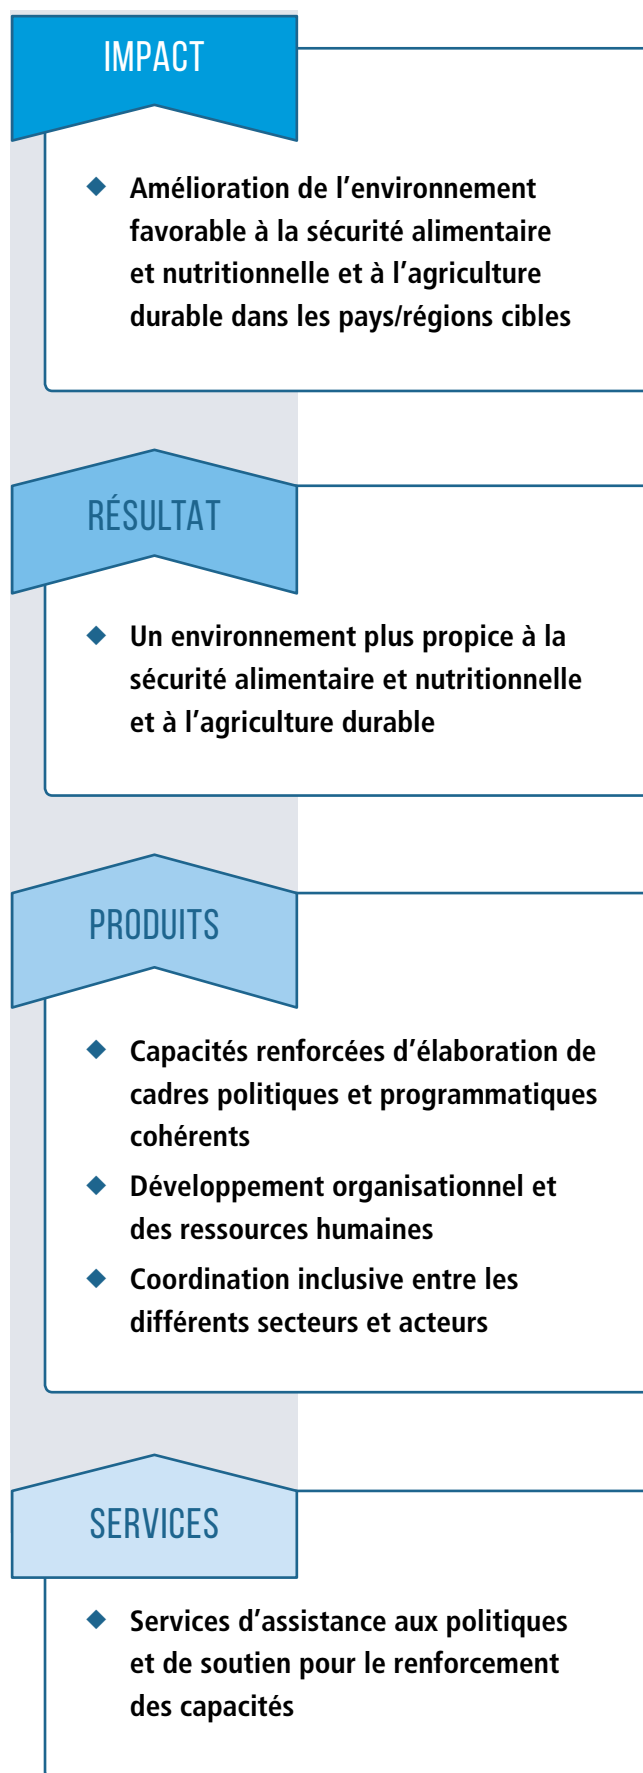 IMPACT
◆ Amélioration de l’environnement
favorable à la sécurité alimentaire
et nutritionnelle et à l’agriculture
durable dans les pays/régions cibles
RÉSULTAT
◆ Un environnement plus propice à la
sécurité alimentaire et nutritionnelle
et à l’agriculture durable
PRODUITS
◆ Capacités renforcées d’élaboration de
cadres politiques et programmatiques
cohérents
◆ Développement organisationnel et
des ressources humaines
◆ Coordination inclusive entre les
différents secteurs et acteurs
SERVICES
◆ Services d’assistance aux politiques
et de soutien pour le renforcement
des capacités